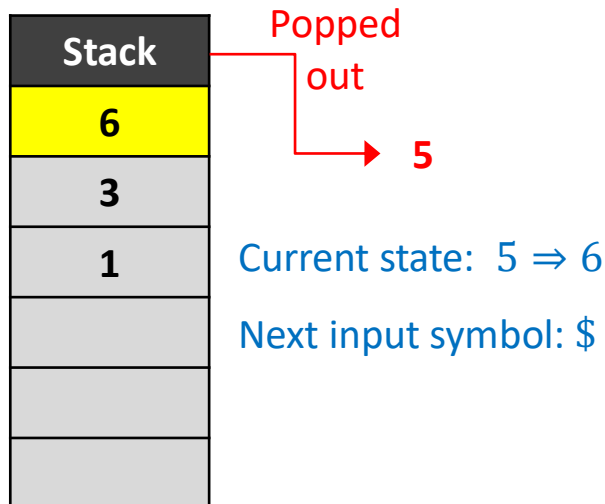 Stack
Popped
out
6
5
3
1
Current state: 5 ⇒ 6
Next input symbol: $